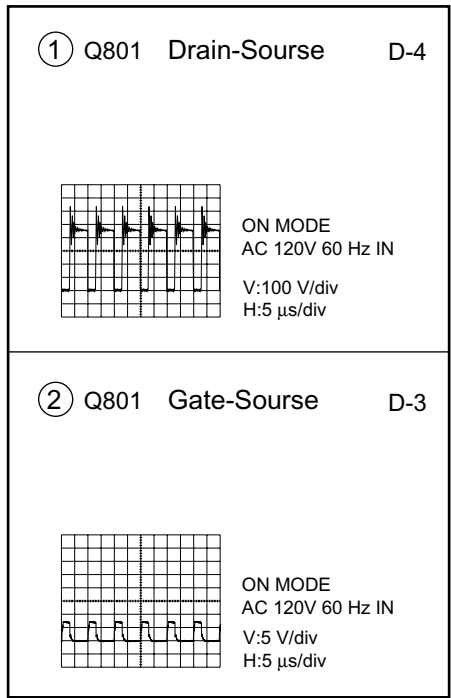 ① Q801 Drain-Sourse D-4
ON MODE
AC 120V 60 Hz IN
V:100 V/div
H:5 μs/div
② Q801 Gate-Sourse D-3
ON MODE
AC 120V 60 Hz IN
V:5 V/div
H:5 μs/div